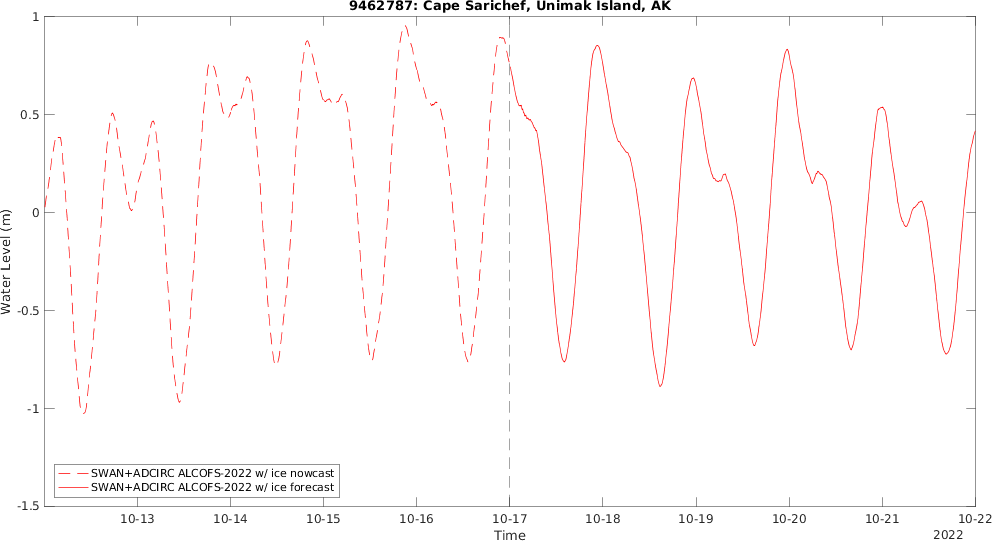 9462787: Cape Sarichef, Unimak Island, AK
1
0.5
0
-0.5
-1
-1.5
Water Level (m)
SWAN+ADCIRC ALCOFS-2022 w/ ice nowcast
SWAN+ADCIRC ALCOFS-2022 w/ ice forecast
10-13 10-14 10-15 10-16 10-17 10-18 10-19 10-20 10-21 10-22
Time
2022